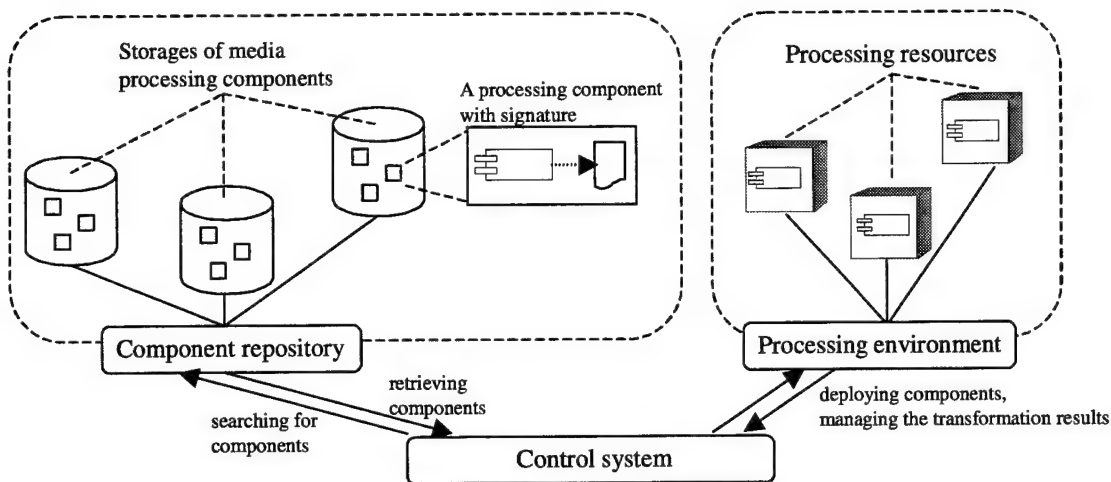 Storages of media
processing components
A processing component
with signature
Processing resources
Component repository
Processing environment
retrieving
components
searching for
components
deploying components,
managing the transformation results
Control system